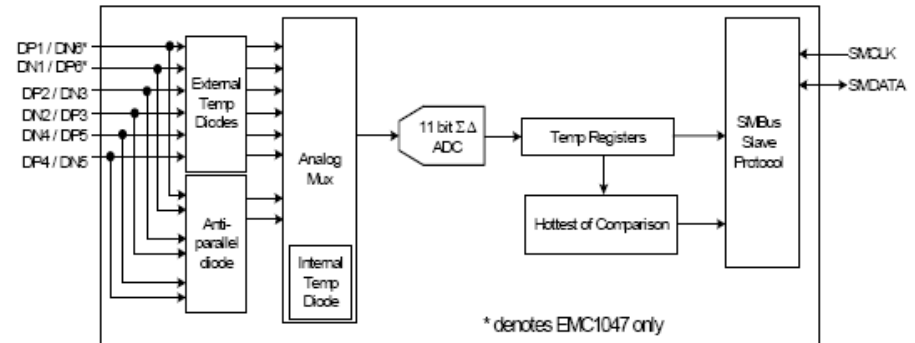 DP1 / DN6*
DN1 / DP6*
DP2 / DN3
DN2 / DP3
DN4 / DP5
DP4 / DN5
External
Temp
Diodes
Anti-
parallel
diode
Analog
Mux
Internal
Temp
Diode
11 bit Σ Δ
ADC
Temp Registers
Hottest of Comparison
SMBus
Slave
Protocol
SMCLK
SMDATA
* denotes EMC1047 only